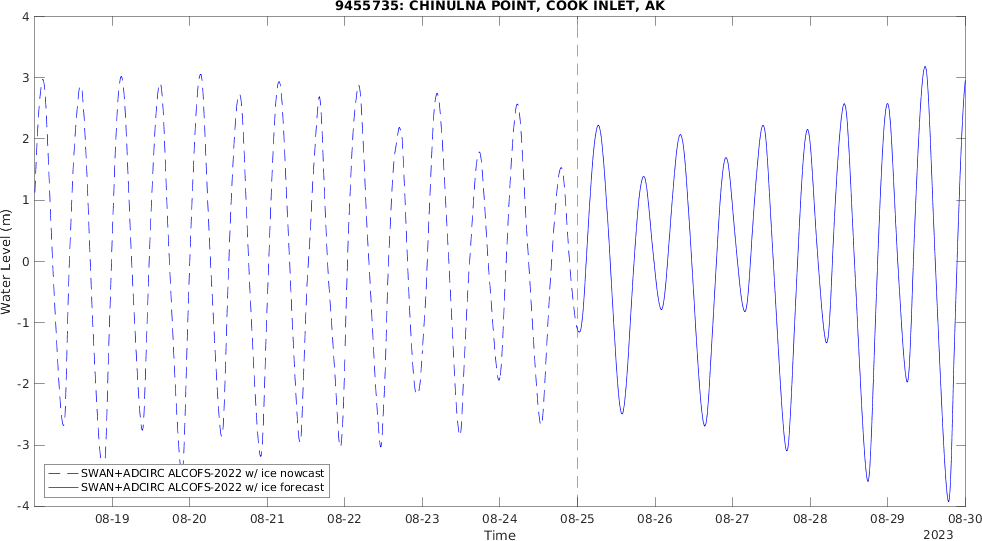 9455735: CHINULNA POINT, COOK INLET, AK
4
3
2
1
0
-1
-2
-3
-4
Water Level (m)
SWAN+ADCIRC ALCOFS-2022 w/ ice nowcast
SWAN+ADCIRC ALCOFS-2022 w/ ice forecast
08-19 08-20 08-21 08-22 08-23 08-24 08-25 08-26 08-27 08-28 08-29 08-30
Time
2023